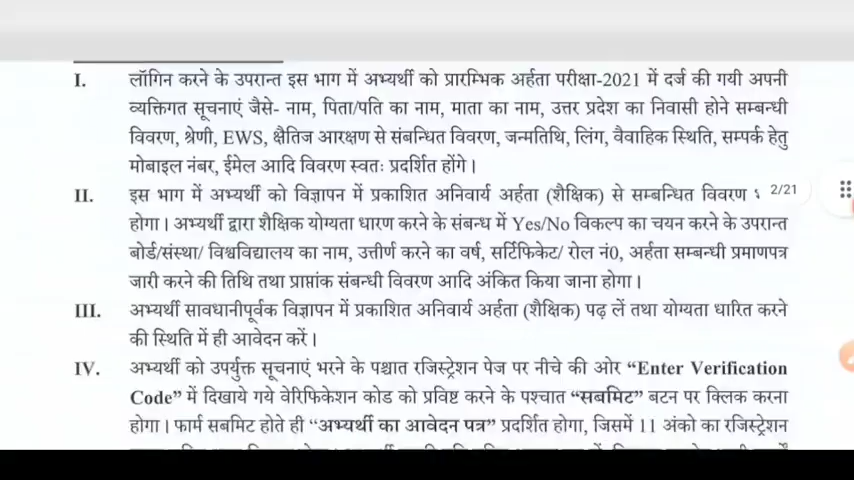 I. लॉगिन करने के उपरान्त इस भाग में अभ्यर्थी को प्रारम्भिक अर्हता परीक्षा-2021 में दर्ज की गयी अपनी
व्यक्तिगत सूचनाएं जैसे- नाम, पिता/पति का नाम, माता का नाम, उत्तर प्रदेश का निवासी होने सम्बन्धी
विवरण, श्रेणी, EWS, क्षैतिज आरक्षण से संबन्धित विवरण, जन्मतिथि, लिंग, वैवाहिक स्थिति, सम्पर्क हेतु
मोबाइल नंबर, ईमेल आदि विवरण स्वतः प्रदर्शित होंगे।
II. इस भाग में अभ्यर्थी को विज्ञापन में प्रकाशित अनिवार्य अर्हता (शैक्षिक) से सम्बन्धित विवरण
2/21
होगा। अभ्यर्थी द्वारा शैक्षिक योग्यता धारण करने के संबन्ध में Yes/No विकल्प का चयन करने के उपरान्त
बोर्ड/संस्था/ विश्वविद्यालय का नाम, उत्तीर्ण करने का वर्ष, सर्टिफिकेट/ रोल नं0, अर्हता सम्बन्धी प्रमाणपत्र
जारी करने की तिथि तथा प्राप्तांक संबन्धी विवरण आदि अंकित किया जाना होगा।
III. अभ्यर्थी सावधानीपूर्वक विज्ञापन में प्रकाशित अनिवार्य अर्हता (शैक्षिक) पढ़ लें तथा योग्यता धारित करने
की स्थिति में ही आवेदन करें।
IV. अभ्यर्थी को उपर्युक्त सूचनाएं भरने के पश्चात रजिस्ट्रेशन पेज पर नीचे की ओर “Enter Verification
Code” में दिखाये गये वेरिफिकेशन कोड को प्रविष्ट करने के पश्चात “सबमिट” बटन पर क्लिक करना
होगा। फार्म सबमिट होते ही “अभ्यर्थी का आवेदन पत्र” प्रदर्शित होगा, जिसमें 11 अंको का रजिस्ट्रेशन